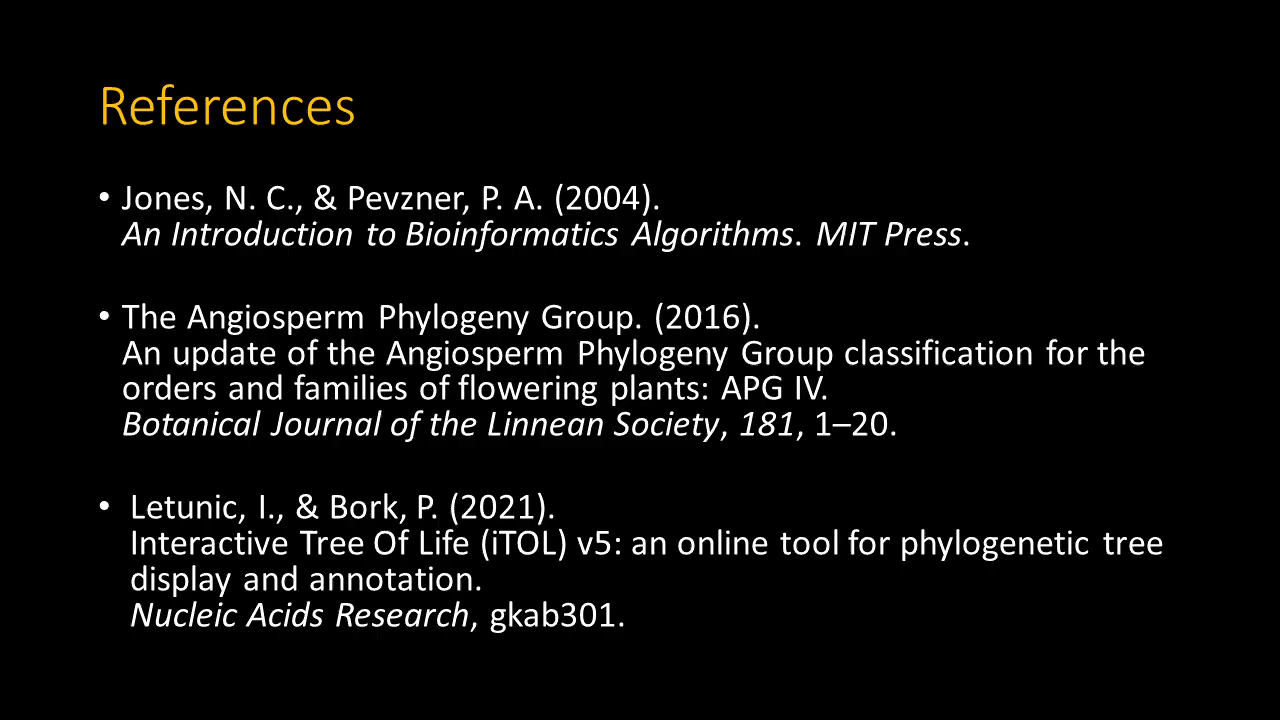 References
• Jones, N. C., & Pevzner, P. A. (2004).
An Introduction to Bioinformatics Algorithms. MIT Press.
• The Angiosperm Phylogeny Group. (2016).
An update of the Angiosperm Phylogeny Group classification for the
orders and families of flowering plants: APG IV.
Botanical Journal of the Linnean Society, 181, 1–20.
• Letunic, I., & Bork, P. (2021).
Interactive Tree Of Life (iTOL) v5: an online tool for phylogenetic tree
display and annotation.
Nucleic Acids Research, gkab301.